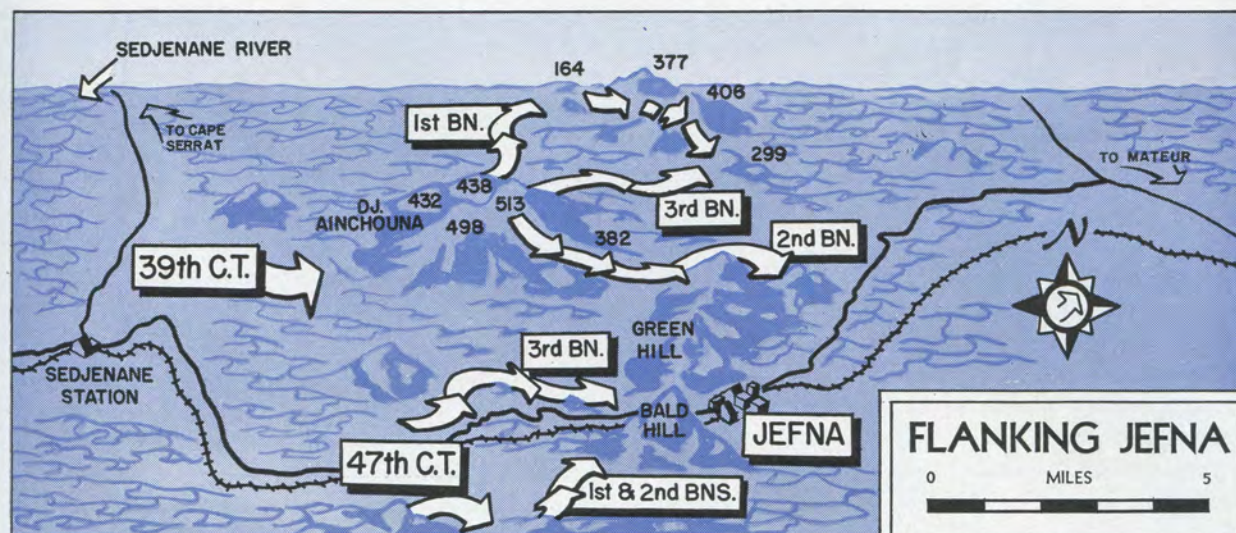 SEDJENANE RIVER
TO CAPE
SERRAT
164
377
406
1st BN.
299
TO MATEUR
438
432
DJ.
AINCHOUNA
513
3rd BN.
498
382
2nd BN.
N
39th C.T.
GREEN
HILL
3rd BN.
SEDJENANE
STATION
BALD
HILL
JEFNA
47th C.T.
1st & 2nd BNS.
FLANKING JEFNA
0 MILES 5